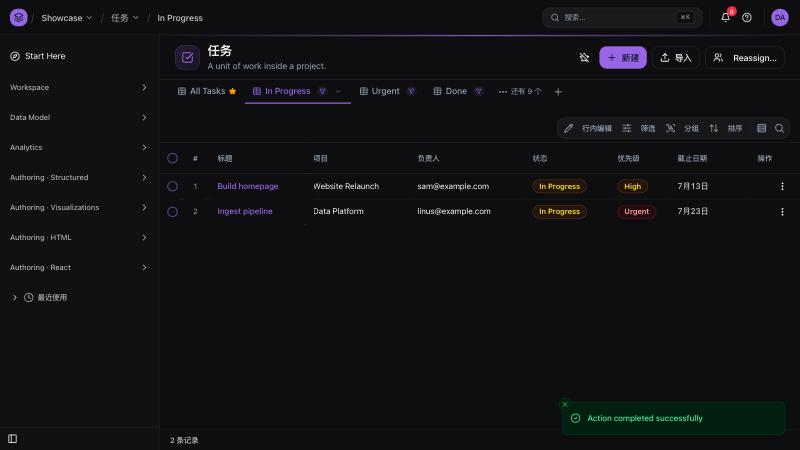 Showcase / 任务 / In Progress
搜索... ⌘K
8
DA
Start Here
Workspace
Data Model
Analytics
Authoring · Structured
Authoring · Visualizations
Authoring · HTML
Authoring · React
最近使用
任务
A unit of work inside a project.
新建 导入 Reassign...
All Tasks In Progress Urgent Done 还有 9 个
行内编辑 筛选 分组 排序
# 标题 项目 负责人 状态 优先级 截止日期 操作
1 Build homepage Website Relaunch sam@example.com In Progress High 7月13日
2 Ingest pipeline Data Platform linus@example.com In Progress Urgent 7月23日
Action completed successfully
2 条记录